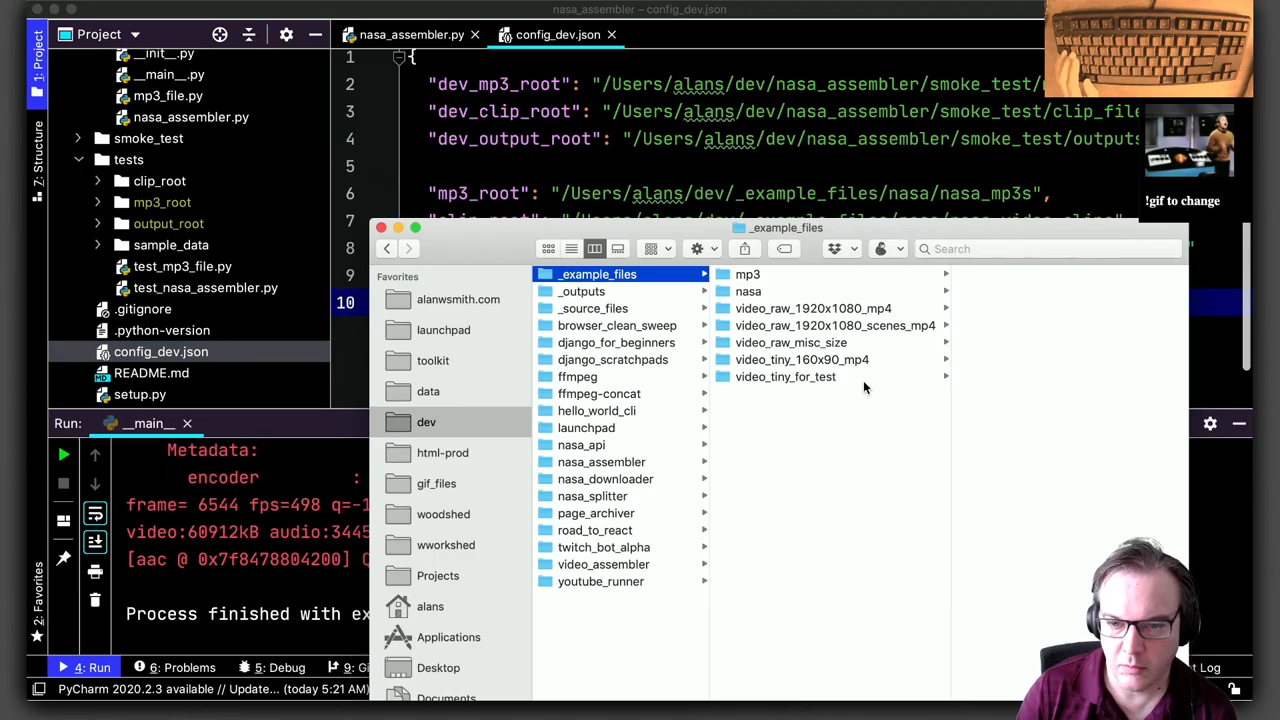 nasa_assembler – config_dev.json
Project
nasa_assembler.py
config_dev.json
1: Project
7: Structure
2: Favorites
__init__.py
__main__.py
mp3_file.py
nasa_assembler.py
smoke_test
tests
clip_root
mp3_root
output_root
sample_data
test_mp3_file.py
test_nasa_assembler.py
.gitignore
.python-version
config_dev.json
README.md
setup.py
1 {
2 "dev_mp3_root": "/Users/alans/dev/nasa_assembler/smoke_test/
3 "dev_clip_root": "/Users/alans/dev/nasa_assembler/smoke_test/clip_file
4 "dev_output_root": "/Users/alans/dev/nasa_assembler/smoke_test/outputs
5
6 "mp3_root": "/Users/alans/dev/_example_files/nasa/nasa_mp3s",
7
8
9
10
!gif to change
_example_files
Search
Favorites
alanwsmith.com
launchpad
toolkit
data
dev
html-prod
gif_files
woodshed
wworkshed
Projects
alans
Applications
Desktop
Documents
_example_files
_outputs
_source_files
browser_clean_sweep
django_for_beginners
django_scratchpads
ffmpeg
ffmpeg-concat
hello_world_cli
launchpad
nasa_api
nasa_assembler
nasa_downloader
nasa_splitter
page_archiver
road_to_react
twitch_bot_alpha
video_assembler
youtube_runner
mp3
nasa
video_raw_1920x1080_mp4
video_raw_1920x1080_scenes_mp4
video_raw_misc_size
video_tiny_160x90_mp4
video_tiny_for_test
Run:
__main__
Metadata:
encoder :
frame= 6544 fps=498 q=-1
video:60912kB audio:3445
[aac @ 0x7f8478804200] Q
Process finished with ex
4: Run
6: Problems
5: Debug
9: Gi
t Log
PyCharm 2020.2.3 available // Update... (today 5:21 AM)